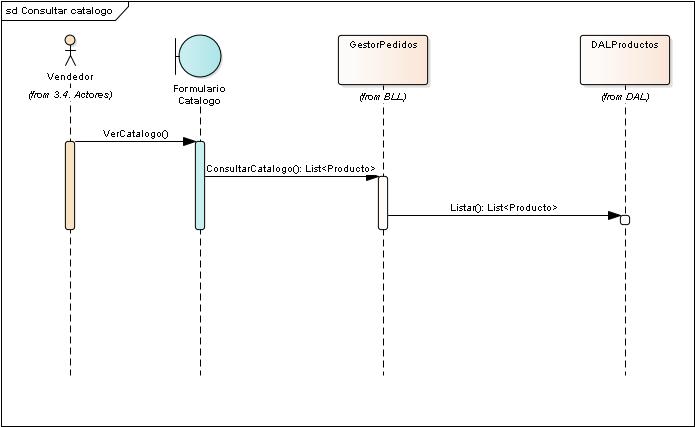 sd Consultar catalogo
Vendedor
(from 3.4. Actores)
Formulario
Catalogo
GestorPedidos
(from BLL)
DALProductos
(from DAL)
VerCatalogo()
ConsultarCatalogo(): List<Producto>
Listar(): List<Producto>